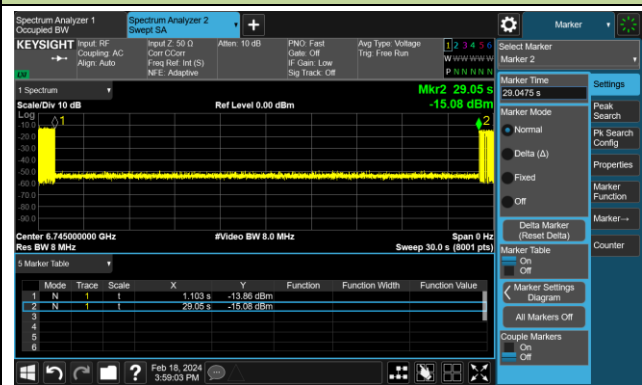 Spectrum Analyzer 1
Occupied BW
Spectrum Analyzer 2
Swept SA
+
Marker
KEYSIGHT
Input: RF
Coupling: AC
Align: Auto
Input Z: 50 Ω
Corr CCorr
Freq Ref: Int (S)
NFE: Adaptive
Atten: 10 dB
PNO: Fast
Gate: Off
IF Gain: Low
Sig Track: Off
Avg Type: Voltage
Trig: Free Run
1 2 3 4 5 6
W W W W W W
P N N N N N
LXI
Select Marker
Marker 2
1 Spectrum
Mkr2 29.05 s
-15.08 dBm
Scale/Div 10 dB
Ref Level 0.00 dBm
Log
-10.0
-20.0
-30.0
-40.0
-50.0
-60.0
-70.0
-80.0
-90.0
1
2
Center 6.745000000 GHz
#Video BW 8.0 MHz
Span 0 Hz
Res BW 8 MHz
Sweep 30.0 s (8001 pts)
5 Marker Table
Mode Trace Scale X Y Function Function Width Function Value
1 N 1 t 1.103 s -13.86 dBm
2 N 1 t 29.05 s -15.08 dBm
3
4
5
6
Marker Time
29.0475 s
Marker Mode
Normal
Delta (Δ)
Fixed
Off
Delta Marker
(Reset Delta)
Marker Table
On
Off
Marker Settings
Diagram
All Markers Off
Couple Markers
On
Off
Settings
Peak
Search
Pk Search
Config
Properties
Marker
Function
Marker→
Counter
?
Feb 18, 2024
3:59:03 PM